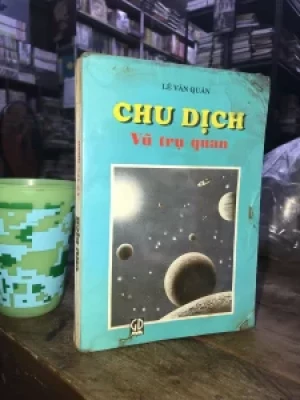 LÊ VĂN QUÁN
CHU DỊCH
Vũ trụ quan